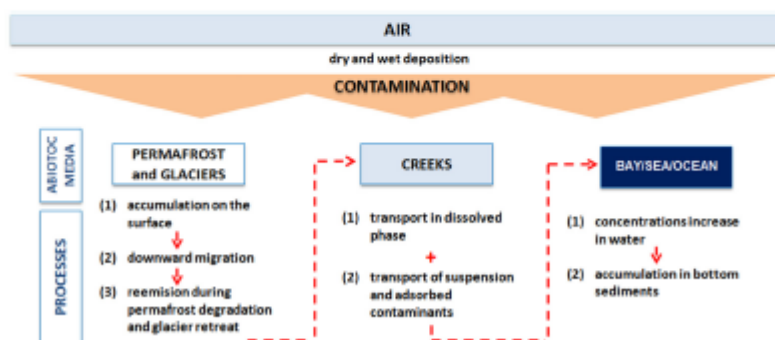 AIR
dry and wet deposition
CONTAMINATION
ABIOTOC
MEDIA
PERMAFROST
and GLACIERS
CREEKS
BAY/SEA/OCEAN
PROCESSES
(1) accumulation on the
surface
(2) downward migration
(3) reemision during
permafrost degradation
and glacier retreat
(1) transport in dissolved
phase
+
(2) transport of suspension
and adsorbed
contaminants
(1) concentrations increase
in water
(2) accumulation in bottom
sediments